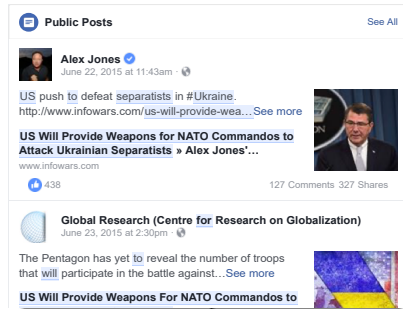 Public Posts
See All
Alex Jones
June 22, 2015 at 11:43am ·
US push to defeat separatists in #Ukraine.
http://www.infowars.com/us-will-provide-wea...See more
US Will Provide Weapons for NATO Commandos to
Attack Ukrainian Separatists » Alex Jones'...
www.infowars.com
438
127 Comments 327 Shares
Global Research (Centre for Research on Globalization)
June 23, 2015 at 2:30pm ·
The Pentagon has yet to reveal the number of troops
that will participate in the battle against...See more
US Will Provide Weapons For NATO Commandos to